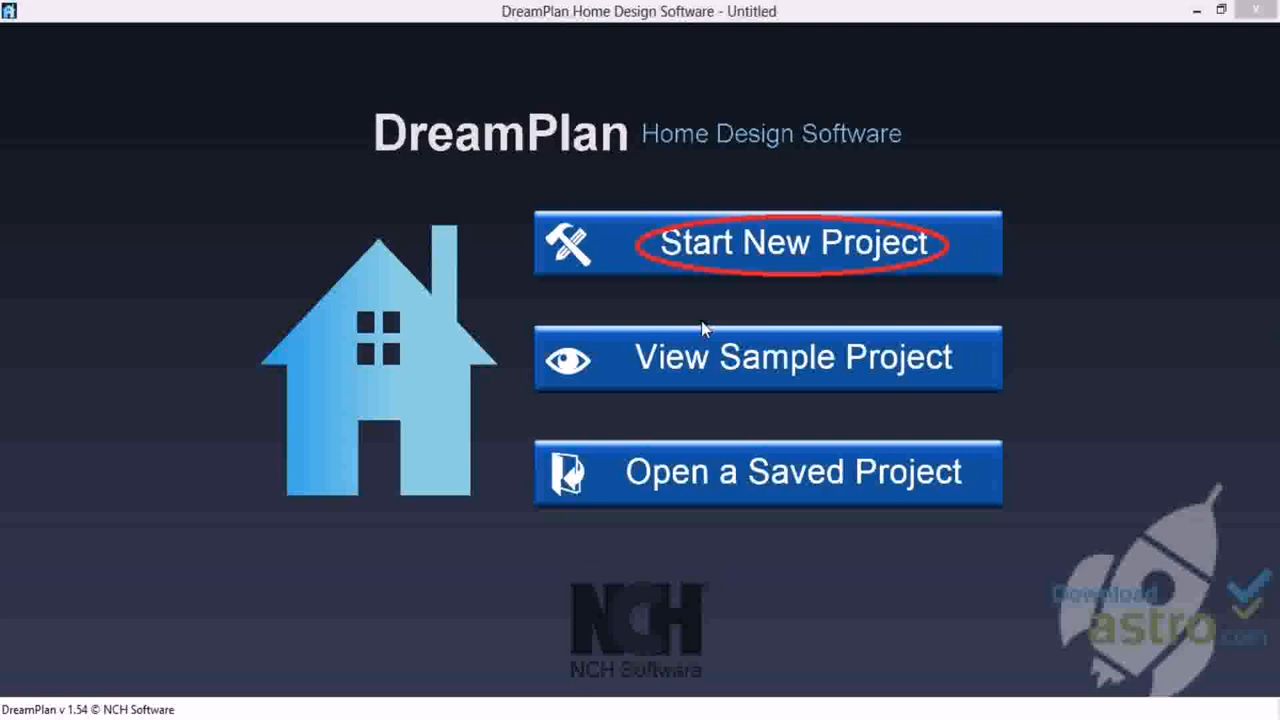 DreamPlan Home Design Software - Untitled
DreamPlan Home Design Software
Start New Project
View Sample Project
Open a Saved Project
NCH
NCH Software
Download
astro.com
DreamPlan v 1.54 © NCH Software